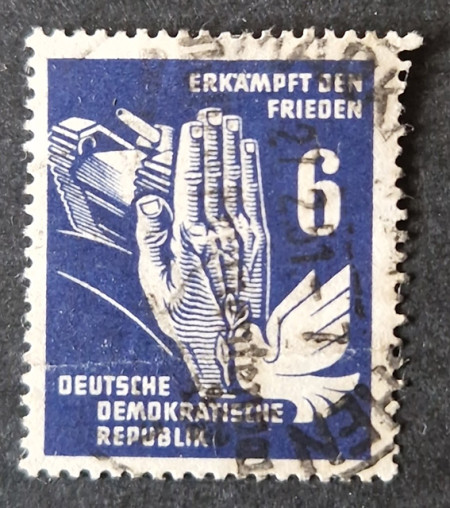 ERKÄMPFT DEN
FRIEDEN
6
DEUTSCHE
DEMOKRATISCHE
REPUBLIK